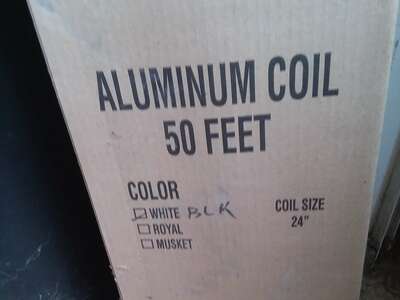 ALUMINUM COIL
50 FEET
COLOR
WHITE BLK
ROYAL
MUSKET
COIL SIZE
24"